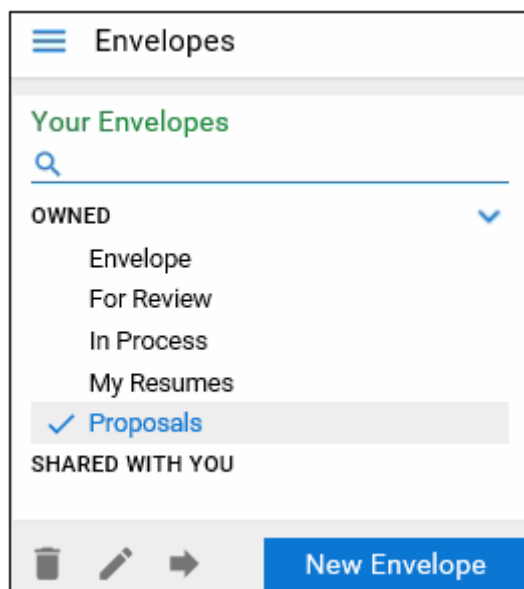 Envelopes
Your Envelopes
OWNED
Envelope
For Review
In Process
My Resumes
Proposals
SHARED WITH YOU
New Envelope